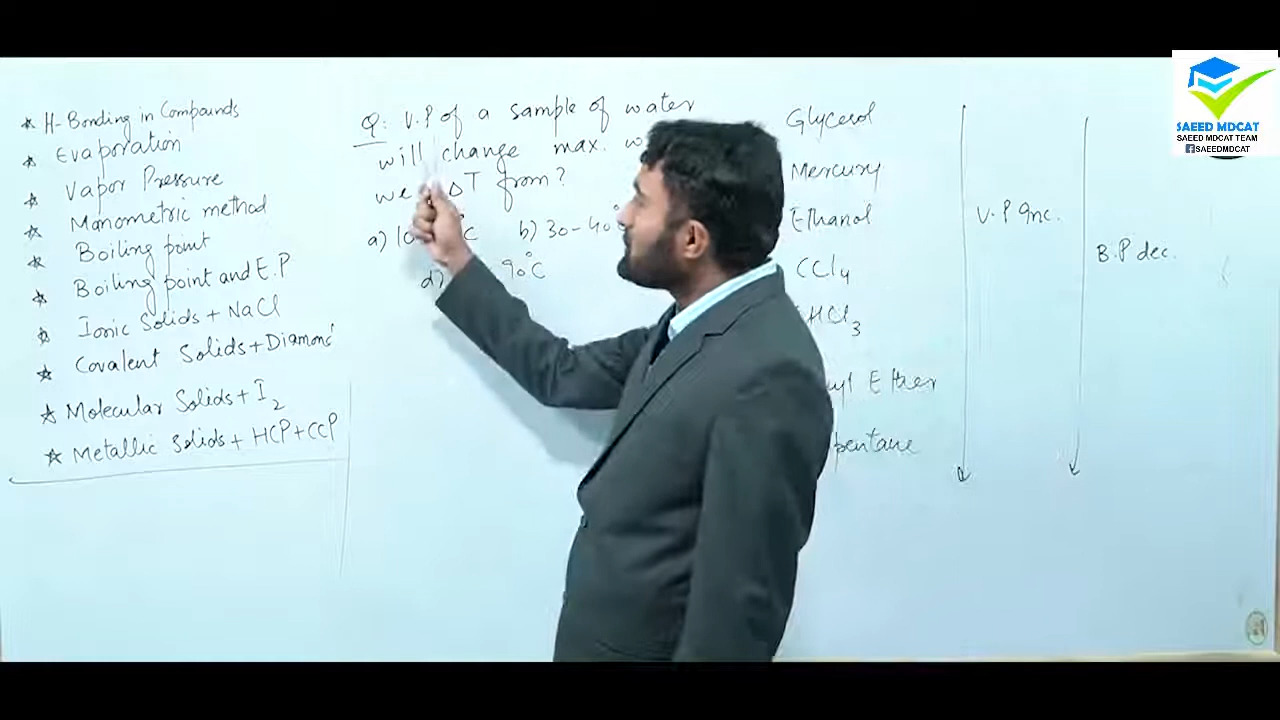 H-Bonding in Compounds
Evaporation
Vapor Pressure
Manometric method
Boiling point
Boiling point and E.P
Ionic Solids + NaCl
Covalent Solids + Diamond
Molecular Solids + I2
Metallic Solids + HCP + CCP
Q: V.P of a sample of water
will change max.
we ΔT from?
a) °C b) 30-40°
d) 90°C
Glycerol
Mercury
Ethanol
CCl4
HCl3
Ether
pentane
V.P Inc.
B.P dec.
SAEED MDCAT
SAEED MDCAT TEAM
SAEEDMDCAT